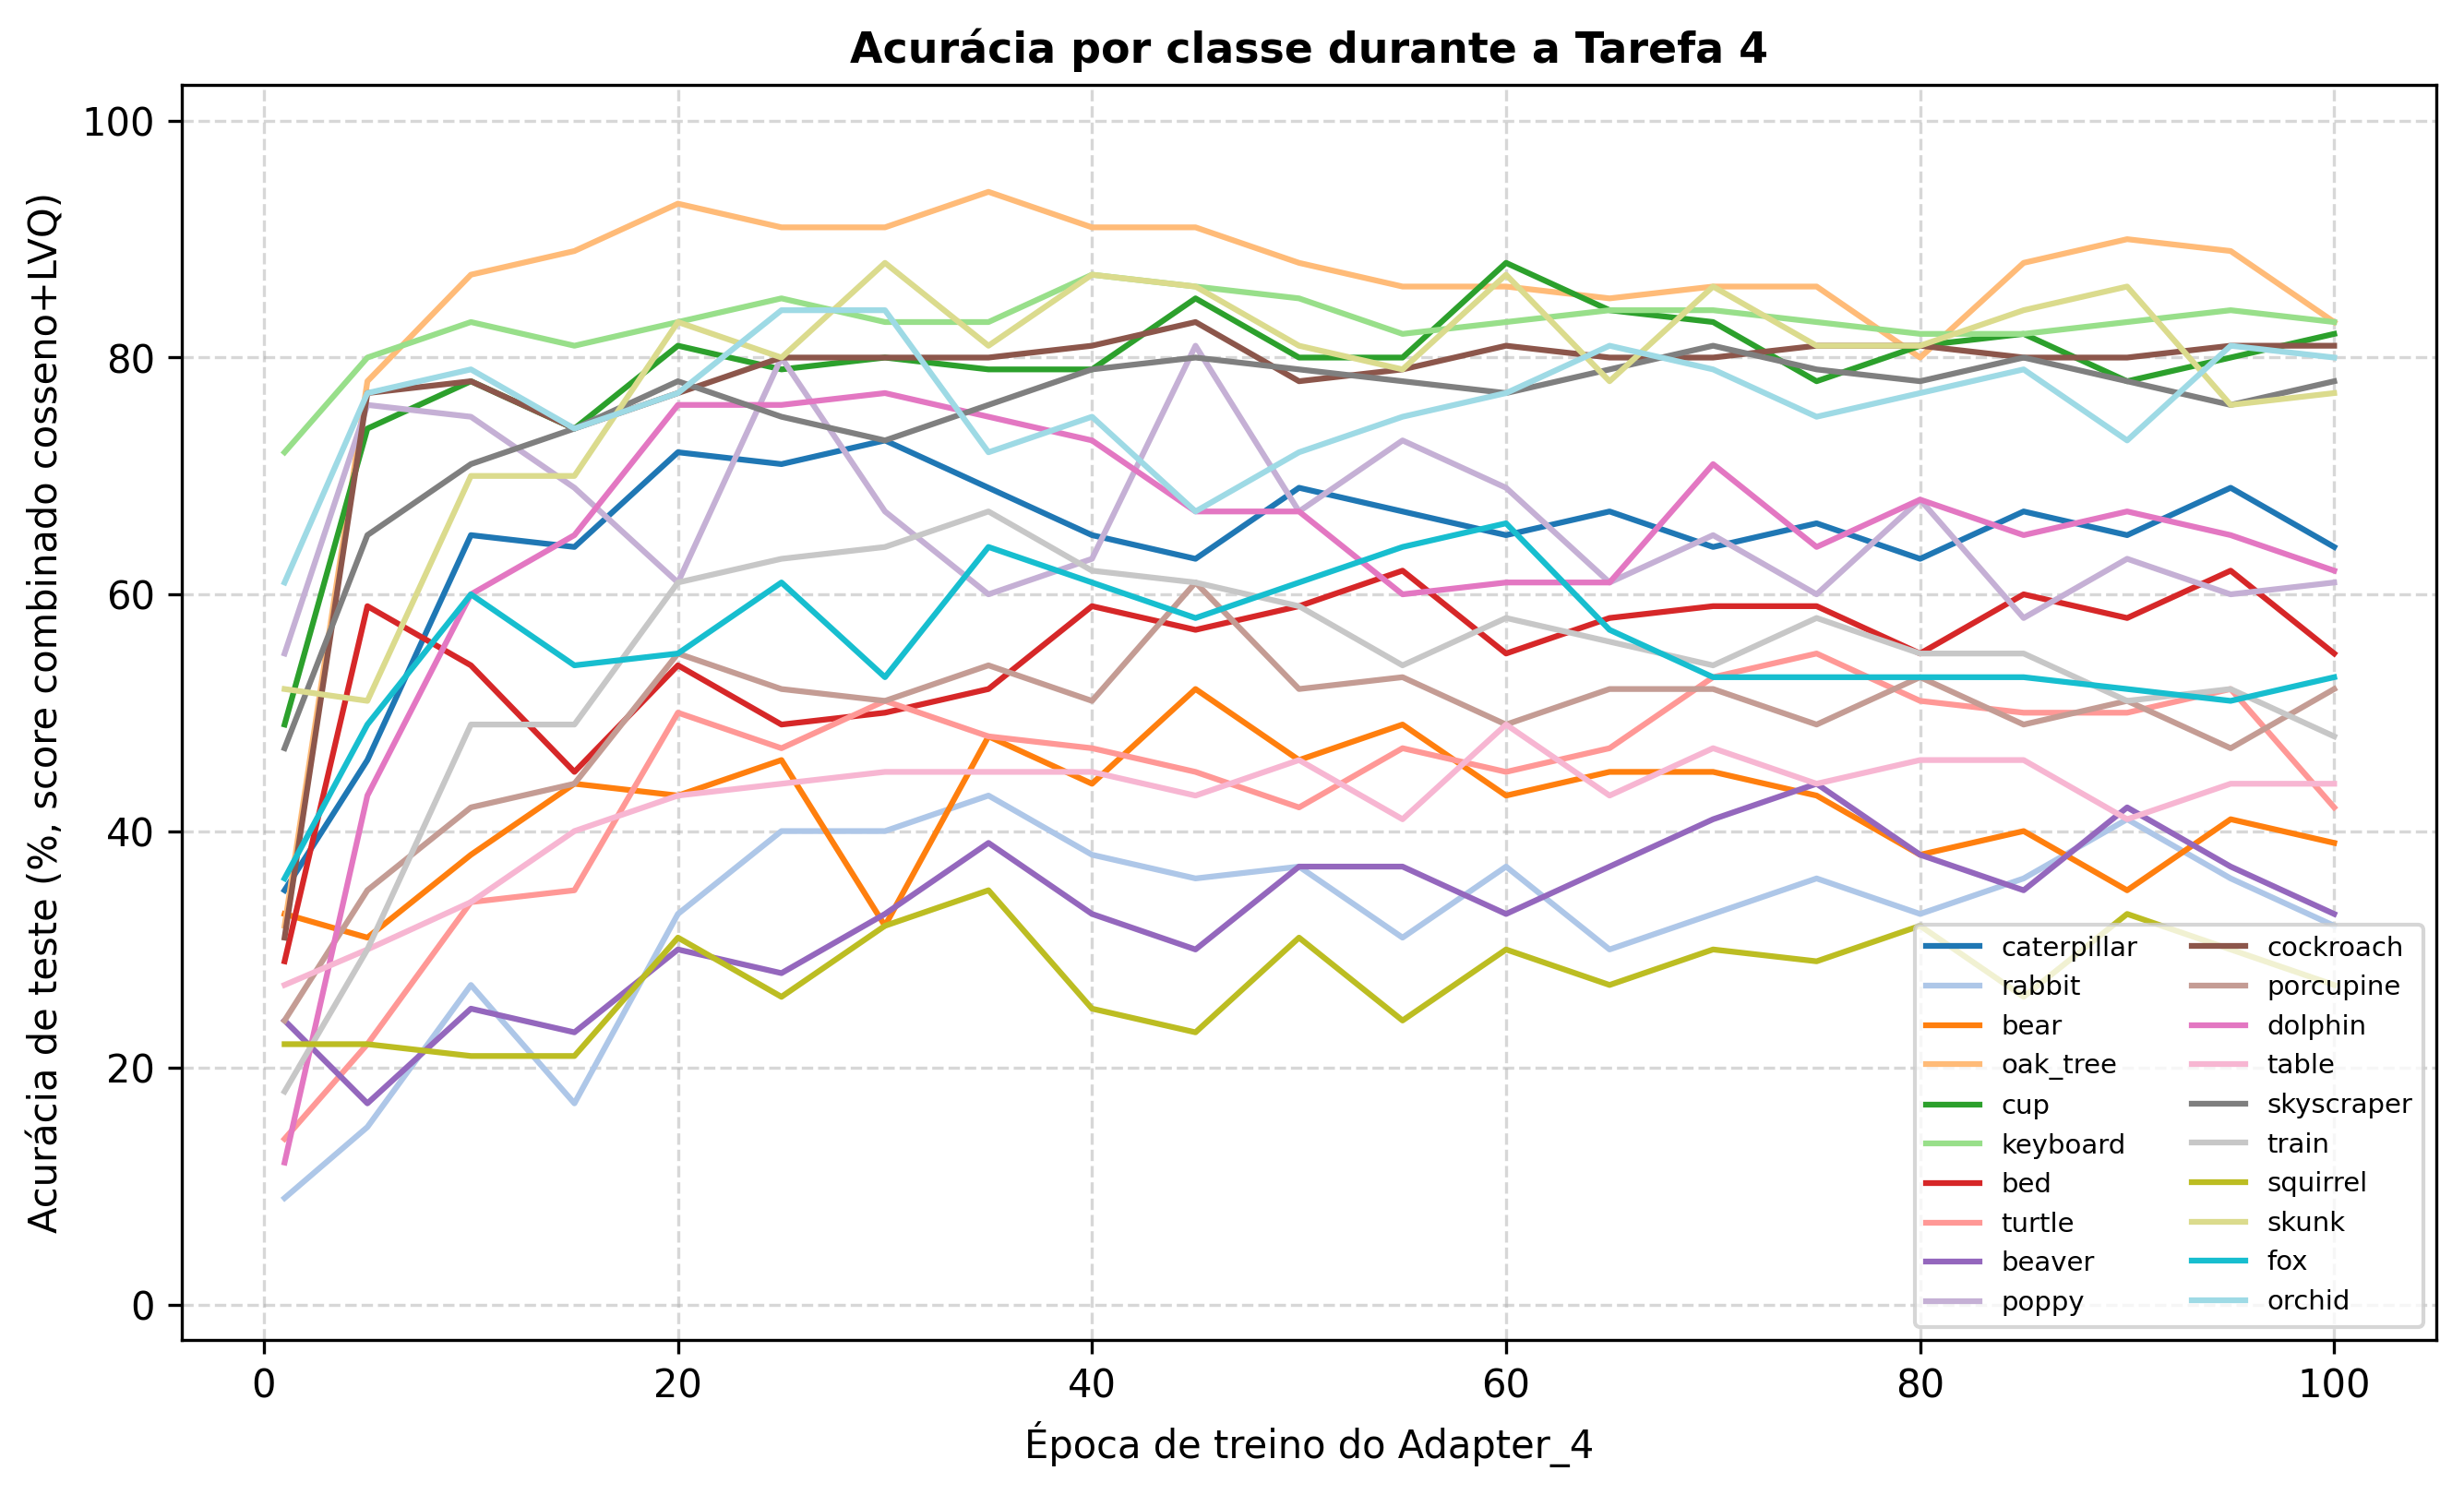 Acurácia por classe durante a Tarefa 4
Acurácia de teste (%, score combinado cosseno+LVQ)
100
80
60
40
20
0
0
20
40
60
80
100
Época de treino do Adapter_4
caterpillar
rabbit
bear
oak_tree
cup
keyboard
bed
turtle
beaver
poppy
cockroach
porcupine
dolphin
table
skyscraper
train
squirrel
skunk
fox
orchid